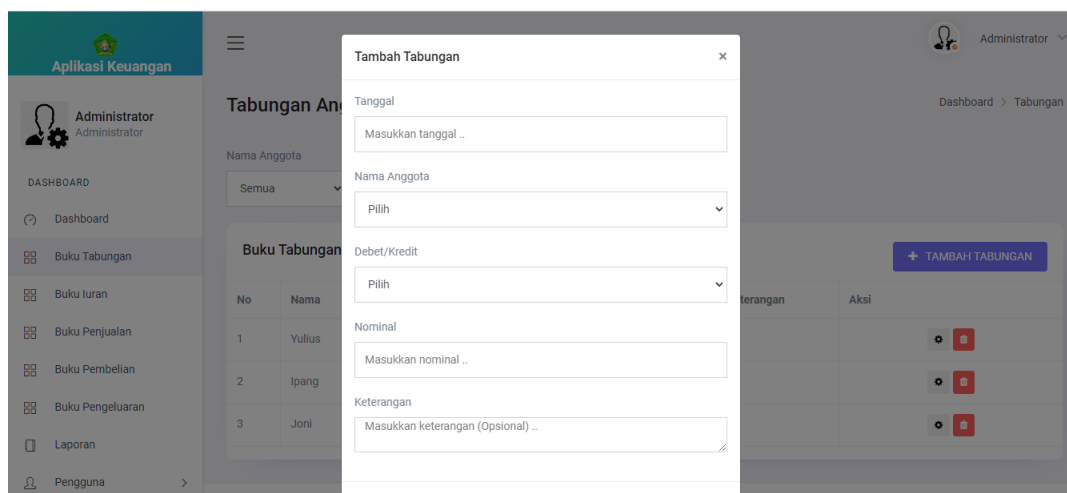 Aplikasi Keuangan
Administrator
Administrator
Administrator
DASHBOARD
Dashboard
Buku Tabungan
Buku Iuran
Buku Penjualan
Buku Pembelian
Buku Pengeluaran
Laporan
Pengguna
Tabungan An
Dashboard > Tabungan
Nama Anggota
Semua
Buku Tabungan
+ TAMBAH TABUNGAN
No Nama terangan Aksi
1 Yulius
2 Ipang
3 Joni
Tambah Tabungan ×
Tanggal
Masukkan tanggal ..
Nama Anggota
Pilih
Debet/Kredit
Pilih
Nominal
Masukkan nominal ..
Keterangan
Masukkan keterangan (Opsional) ..